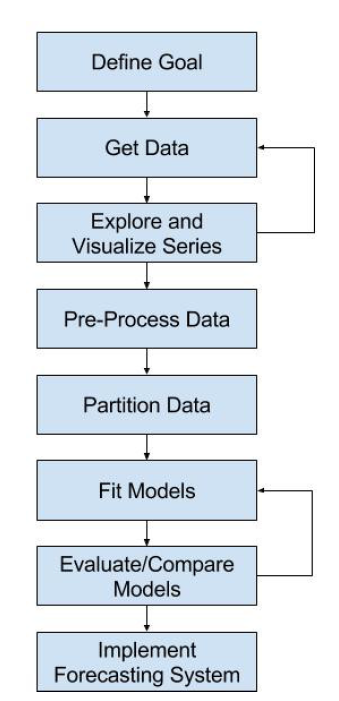 Define Goal
Get Data
Explore and
Visualize Series
Pre-Process Data
Partition Data
Fit Models
Evaluate/Compare
Models
Implement
Forecasting System